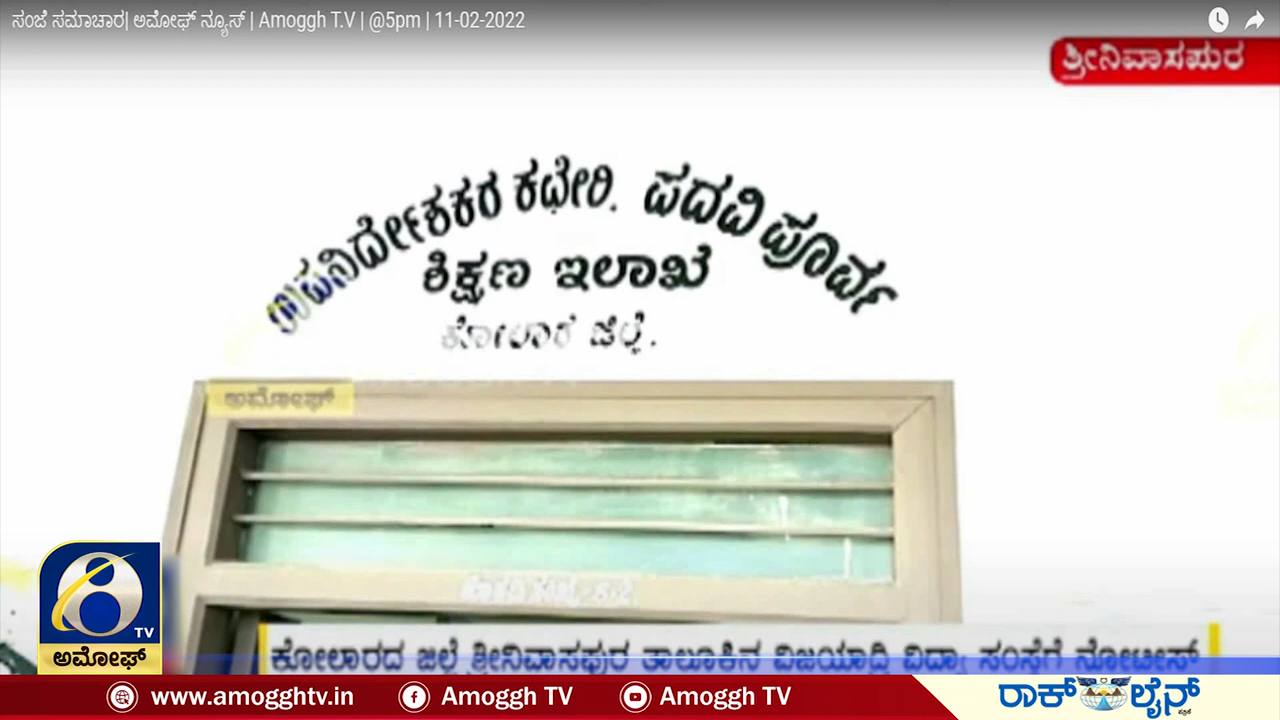 ಸಂಜೆ ಸಮಾಚಾರ| ಅಮೋಘ್ ನ್ಯೂಸ್ | Amoggh T.V | @5pm | 11-02-2022
ಶ್ರೀನಿವಾಸಪುರ
ಉಪನಿರ್ದೇಶಕರ ಕಛೇರಿ. ಪದವಿ ಪೂರ್ವ
ಶಿಕ್ಷಣ ಇಲಾಖೆ
ಕೋಲಾರ ಜಿಲ್ಲೆ.
ಅಮೋಘ್
ಕೋಲಾರದ ಜಿಲ್ಲೆ ಶ್ರೀನಿವಾಸಪುರ ತಾಲೂಕಿನ ವಿಜಯಾದ್ರಿ ವಿದ್ಯಾ ಸಂಸ್ಥೆಗೆ ನೋಟೀಸ್
TV
ಅಮೋಘ್
www.amogghtv.in Amoggh TV Amoggh TV ರಾಕ್ ಲೈನ್